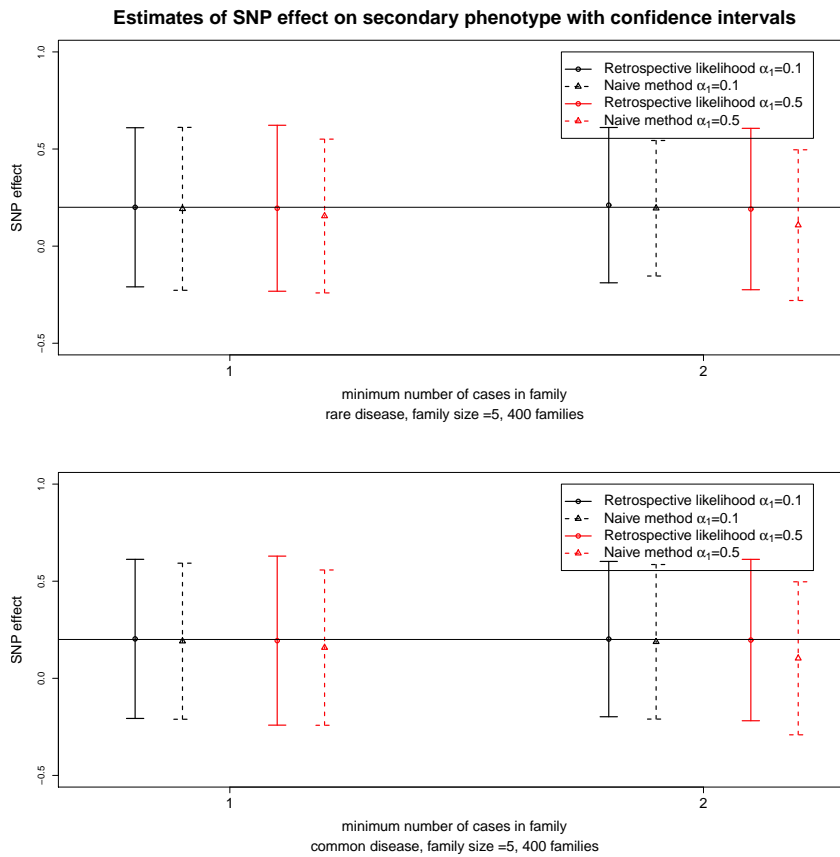 Estimates of SNP effect on secondary phenotype with confidence intervals
1.0
0.5
0.0
−0.5
SNP effect
Retrospective likelihood α₁=0.1
Naive method α₁=0.1
Retrospective likelihood α₁=0.5
Naive method α₁=0.5
1
2
minimum number of cases in family
rare disease, family size =5, 400 families
1.0
0.5
0.0
−0.5
SNP effect
Retrospective likelihood α₁=0.1
Naive method α₁=0.1
Retrospective likelihood α₁=0.5
Naive method α₁=0.5
1
2
minimum number of cases in family
common disease, family size =5, 400 families